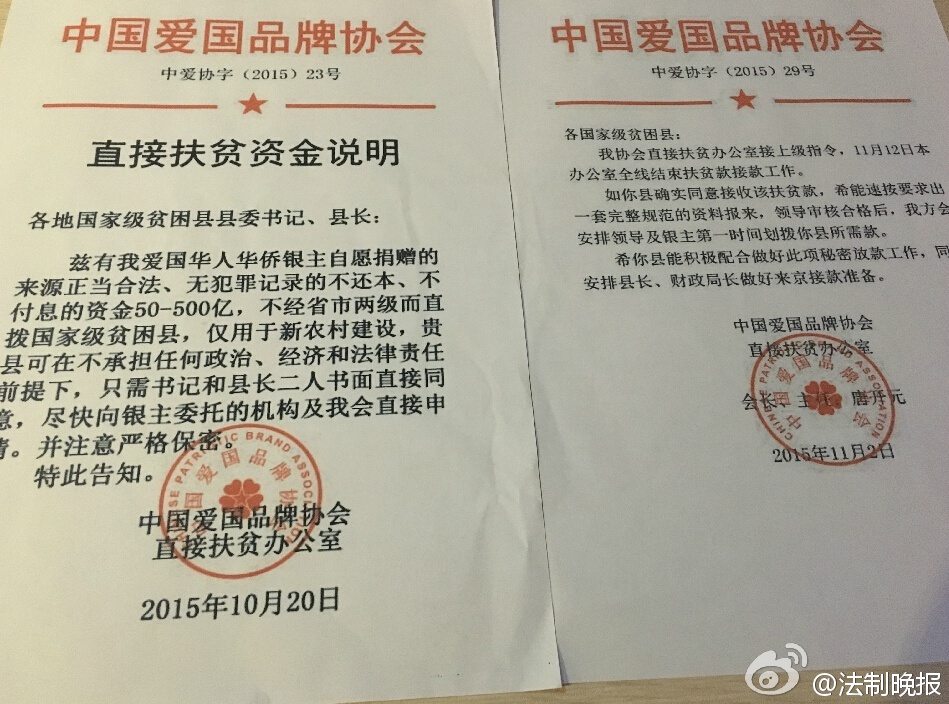 中国爱国品牌协会
中爱协字（2015）23号
直接扶贫资金说明
各地国家级贫困县县委书记、县长：
兹有我爱国华人华侨银主自愿捐赠的
来源正当合法、无犯罪记录的不还本、不
付息的资金50-500亿，不经省市两级而直
拨国家级贫困县，仅用于新农村建设，贵
县可在不承担任何政治、经济和法律责任
前提下，只需书记和县长二人书面直接同
意，尽快向银主委托的机构及我会直接申
请。并注意严格保密。
特此告知。
中国爱国品牌协会
直接扶贫办公室
2015年10月20日
中国爱国品牌协会
CHINESE PATRIOTIC BRAND ASSOCIATION
中国爱国品牌协会
中爱协字（2015）29号
各国家级贫困县：
我协会直接扶贫办公室接上级指令，11月12日本
办公室全线结束扶贫款接款工作。
如你县确实同意接收该扶贫款，希能速按要求出
一套完整规范的资料报来，领导审核合格后，我方会
安排领导及银主第一时间划拨你县所需款。
希你县能积极配合做好此项秘密放款工作，同
安排县长、财政局长做好来京接款准备。
中国爱国品牌协会
直接扶贫办公室
会长、主任：唐丹元
2015年11月2日
中国爱国品牌协会
CHINESE PATRIOTIC BRAND ASSOCIATION
@法制晚报